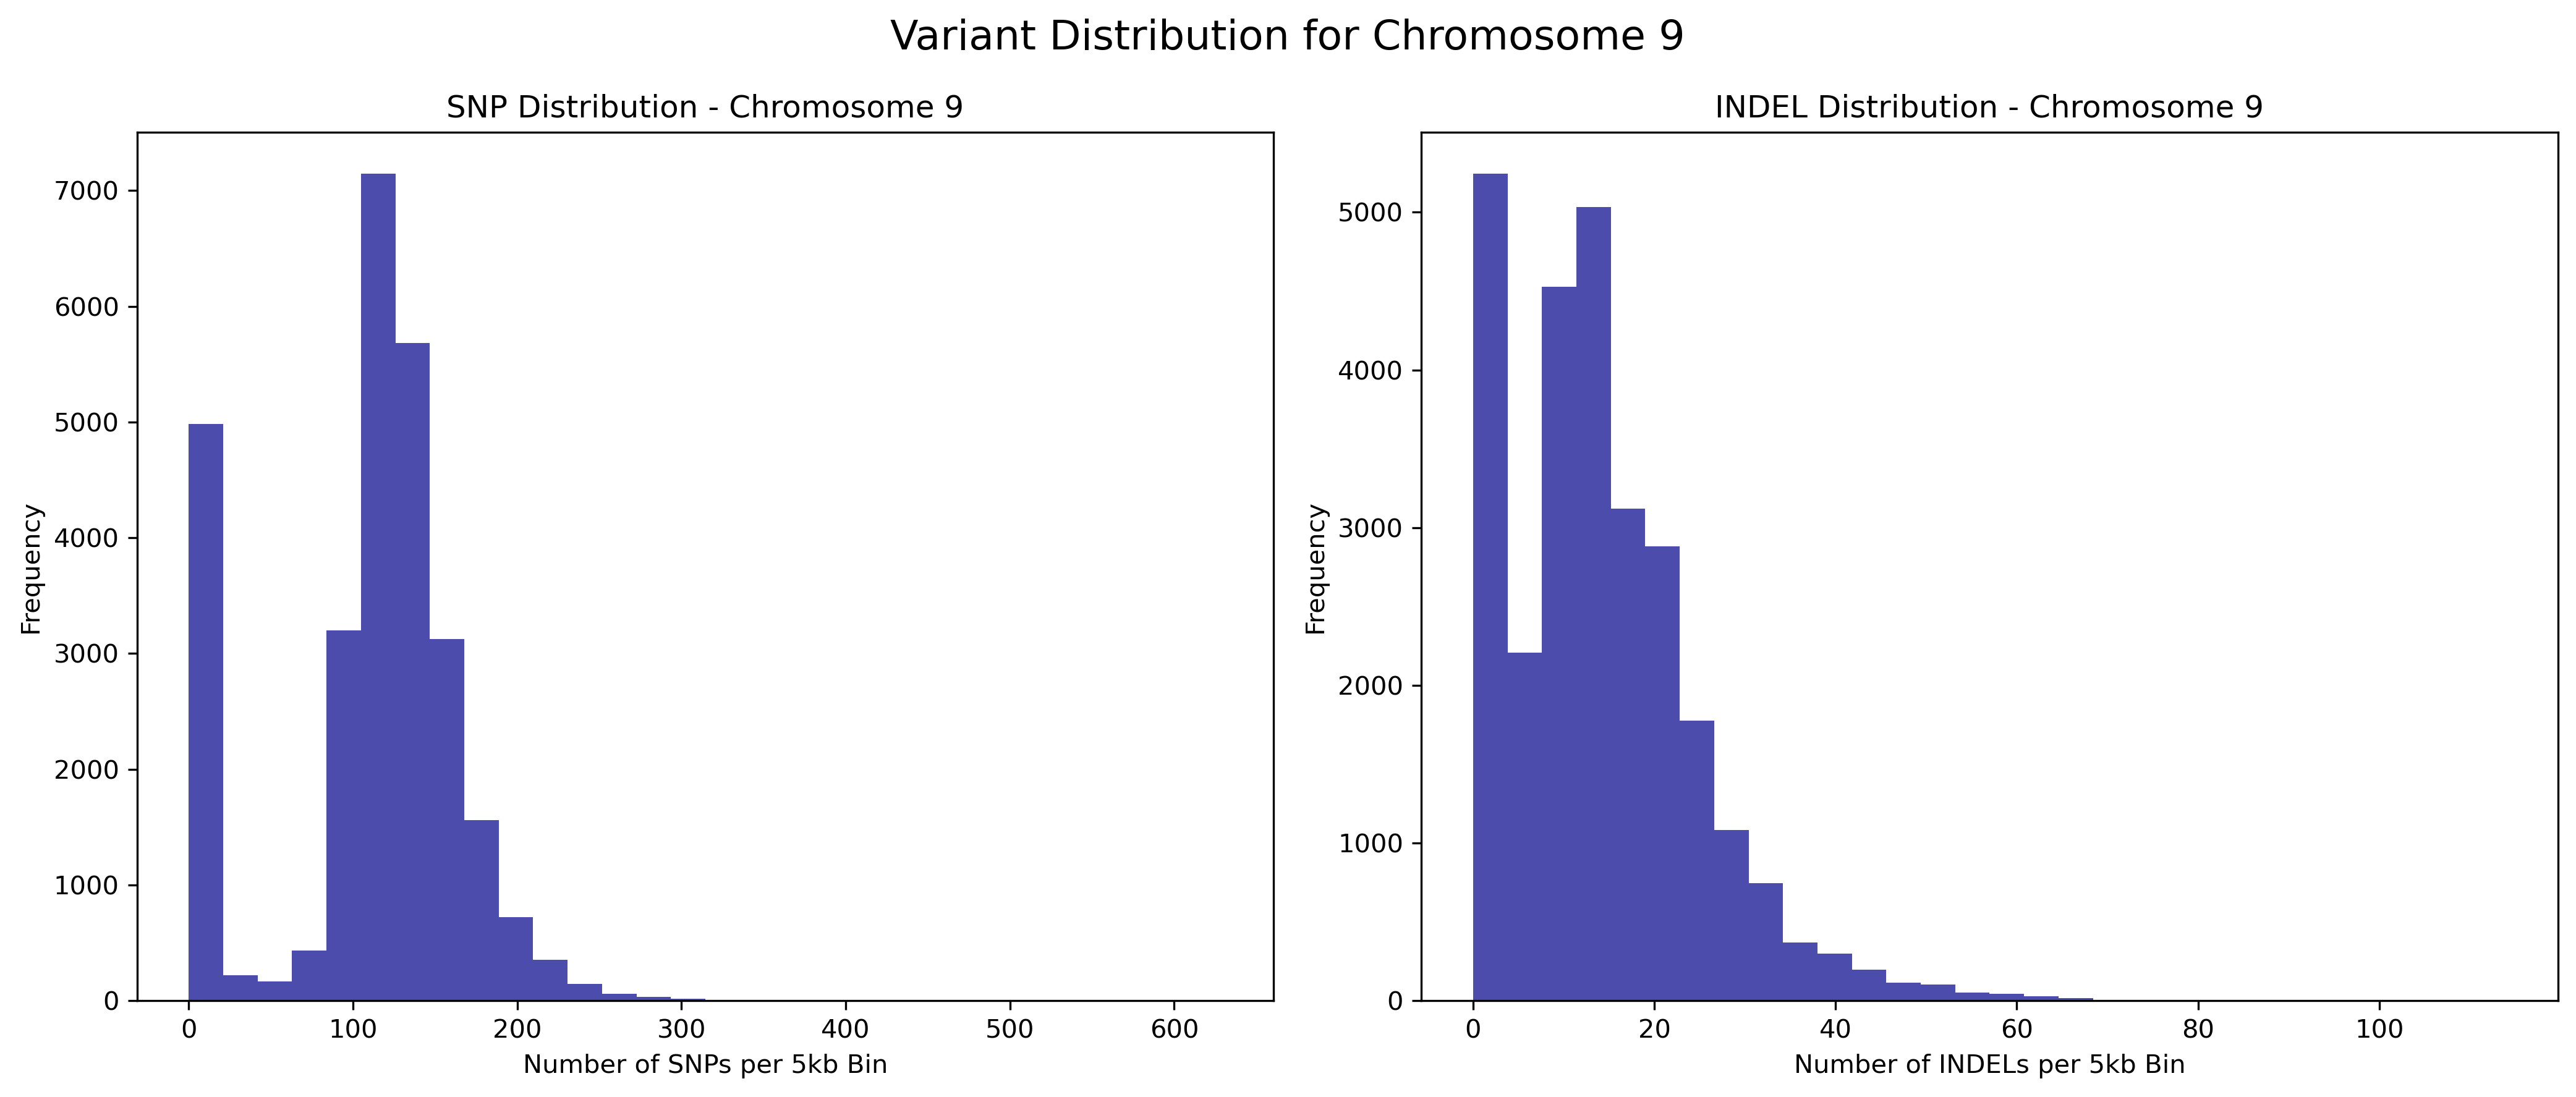 Variant Distribution for Chromosome 9
SNP Distribution - Chromosome 9
7000
6000
5000
4000
3000
2000
1000
0
Frequency
0 100 200 300 400 500 600
Number of SNPs per 5kb Bin
INDEL Distribution - Chromosome 9
5000
4000
3000
2000
1000
0
Frequency
0 20 40 60 80 100
Number of INDELs per 5kb Bin